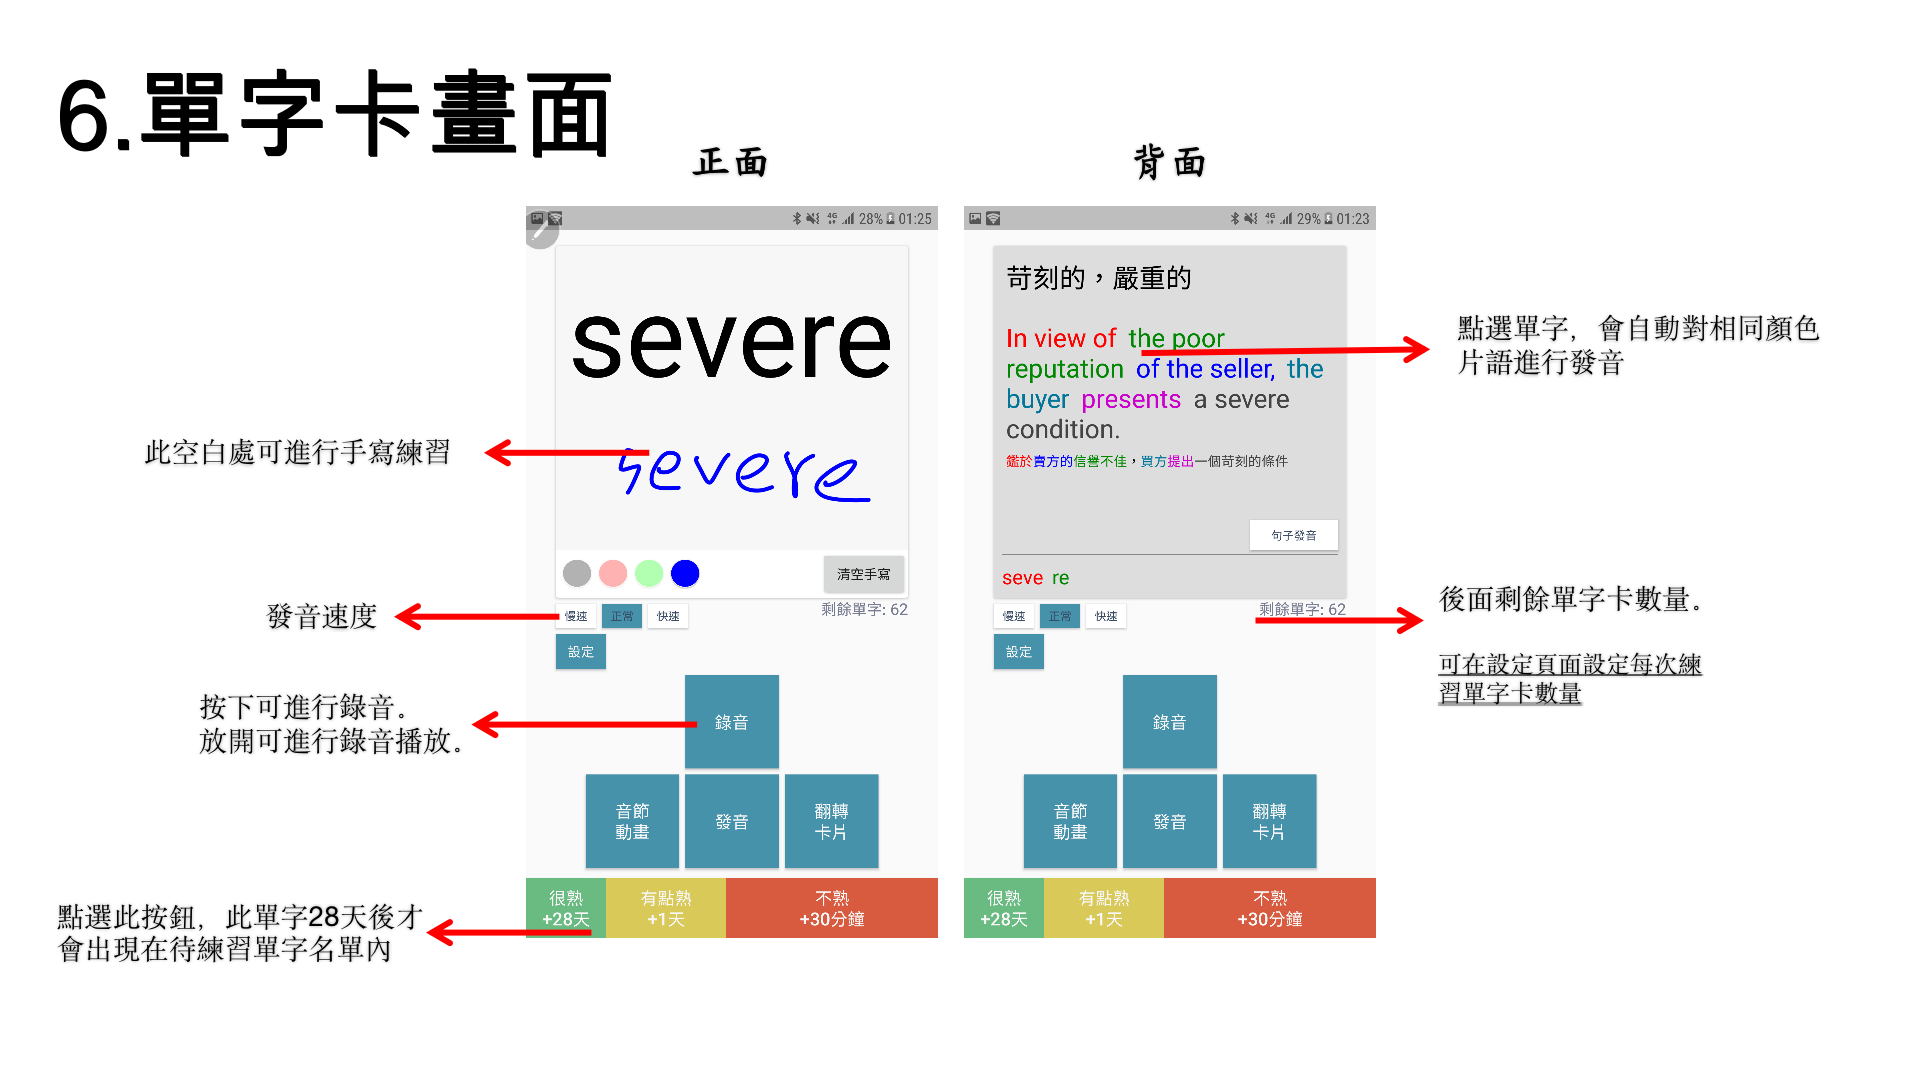 6.單字卡畫面
正面
背面
28% 01:25
severe
severe
清空手寫
慢速 正常 快速
剩餘單字: 62
設定
錄音
音節
動畫
發音
翻轉
卡片
很熟
+28天
有點熟
+1天
不熟
+30分鐘
此空白處可進行手寫練習
發音速度
按下可進行錄音。
放開可進行錄音播放。
點選此按鈕，此單字28天後才
會出現在待練習單字名單內
29% 01:23
苛刻的，嚴重的
In view of the poor
reputation of the seller, the
buyer presents a severe
condition.
鑑於賣方的信譽不佳，買方提出一個苛刻的條件
句子發音
seve re
慢速 正常 快速
剩餘單字: 62
設定
錄音
音節
動畫
發音
翻轉
卡片
很熟
+28天
有點熟
+1天
不熟
+30分鐘
點選單字，會自動對相同顏色
片語進行發音
後面剩餘單字卡數量。
可在設定頁面設定每次練
習單字卡數量